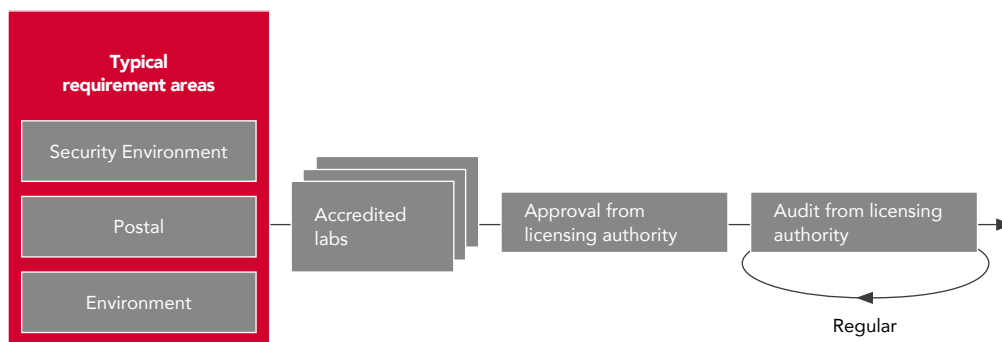 Typical
requirement areas
Security Environment
Postal
Environment
Accredited
labs
Approval from
licensing authority
Audit from licensing
authority
Regular